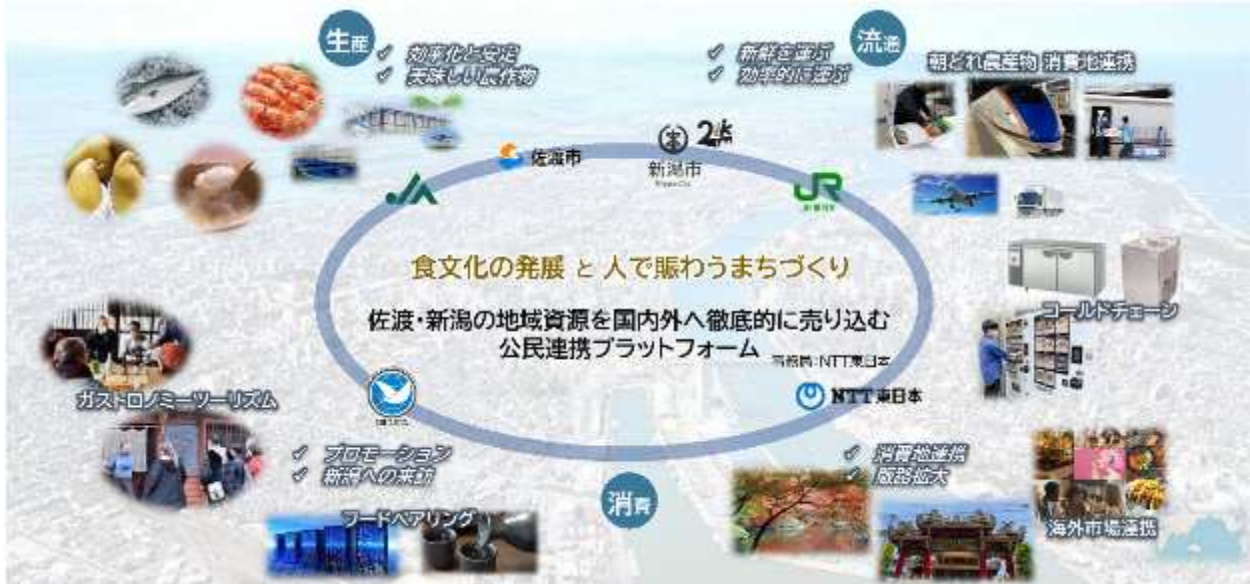 生産
✓ 効率化と安定
✓ 美味しい農作物
✓ 新鮮を運ぶ
✓ 効率的に運ぶ
流通
朝どれ農産物 消費地連携
佐渡市
新潟市
JA
JR
食文化の発展 と 人で賑わうまちづくり
佐渡・新潟の地域資源を国内外へ徹底的に売り込む
公民連携プラットフォーム
事務局:NTT東日本
コールドチェーン
ガストロノミーツーリズム
NTT東日本
✓ プロモーション
✓ 新潟への来訪
✓ 消費地連携
✓ 販路拡大
消費
フードペアリング
海外市場連携